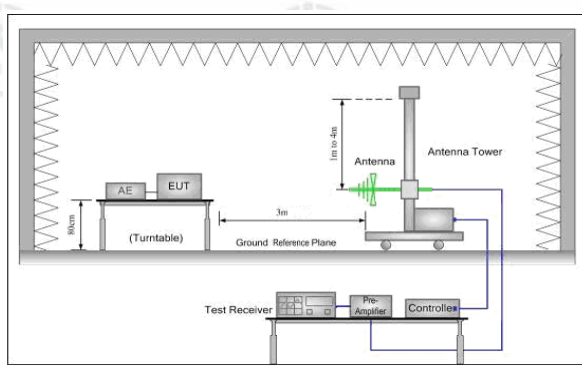 1m to 4m
Antenna
Antenna Tower
AE
EUT
80cm
(Turntable)
3m
Ground Reference Plane
Test Receiver
Pre-
Amplifier
Controller